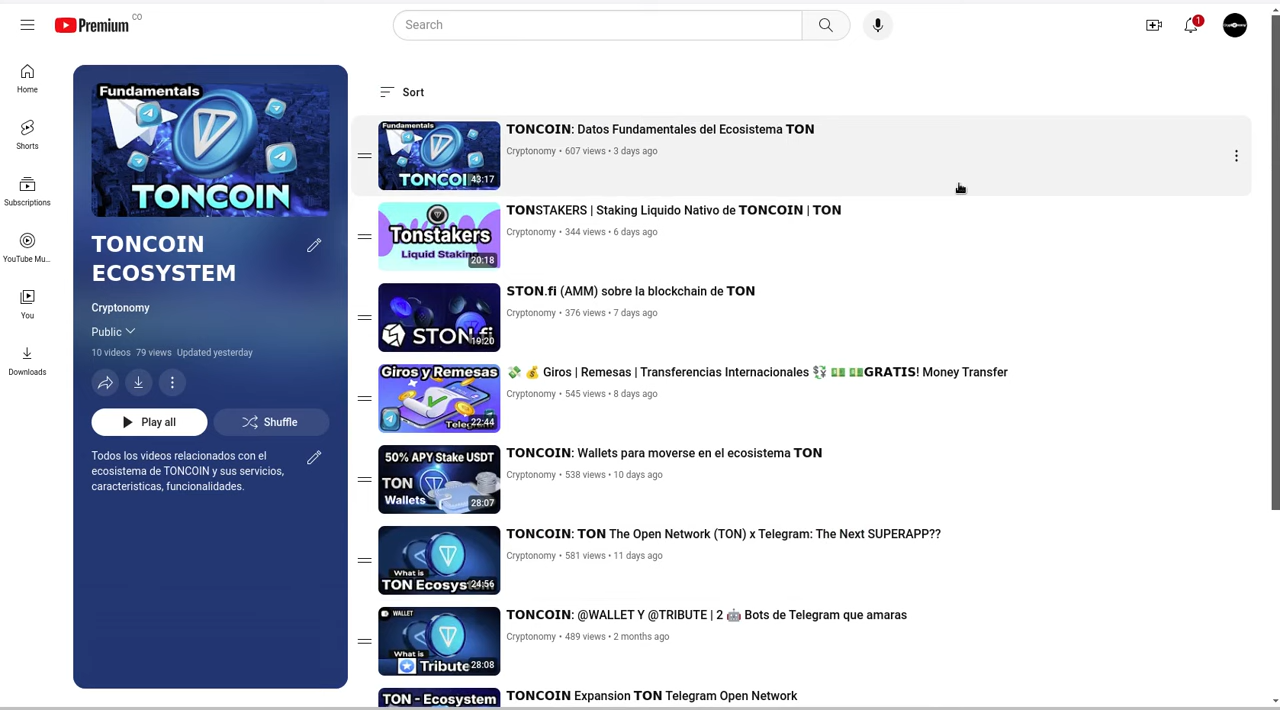 Premium CO
Search
1
Home
Shorts
Subscriptions
YouTube Mu...
You
Downloads
Fundamentals
TONCOIN
TONCOIN
ECOSYSTEM
Cryptonomy
Public
10 videos 79 views Updated yesterday
Play all
Shuffle
Todos los videos relacionados con el
ecosistema de TONCOIN y sus servicios,
caracteristicas, funcionalidades.
Sort
Fundamentals
TONCOI
43:17
TONCOIN: Datos Fundamentales del Ecosistema TON
Cryptonomy • 607 views • 3 days ago
Tonstakers
Liquid Stakin
20:18
TONSTAKERS | Staking Liquido Nativo de TONCOIN | TON
Cryptonomy • 344 views • 6 days ago
STON.fi
19:20
STON.fi (AMM) sobre la blockchain de TON
Cryptonomy • 376 views • 7 days ago
Giros y Remesas
Teleg
22:44
💸 💰 Giros | Remesas | Transferencias Internacionales 💱 💵 💵GRATIS! Money Transfer
Cryptonomy • 545 views • 8 days ago
50% APY Stake USDT
TON
Wallets
28:07
TONCOIN: Wallets para moverse en el ecosistema TON
Cryptonomy • 538 views • 10 days ago
What is
TON Ecosys
24:56
TONCOIN: TON The Open Network (TON) x Telegram: The Next SUPERAPP??
Cryptonomy • 581 views • 11 days ago
WALLET
What is
Tribute
28:08
TONCOIN: @WALLET Y @TRIBUTE | 2 🤖 Bots de Telegram que amaras
Cryptonomy • 489 views • 2 months ago
TON - Ecosystem
TONCOIN Expansion TON Telegram Open Network